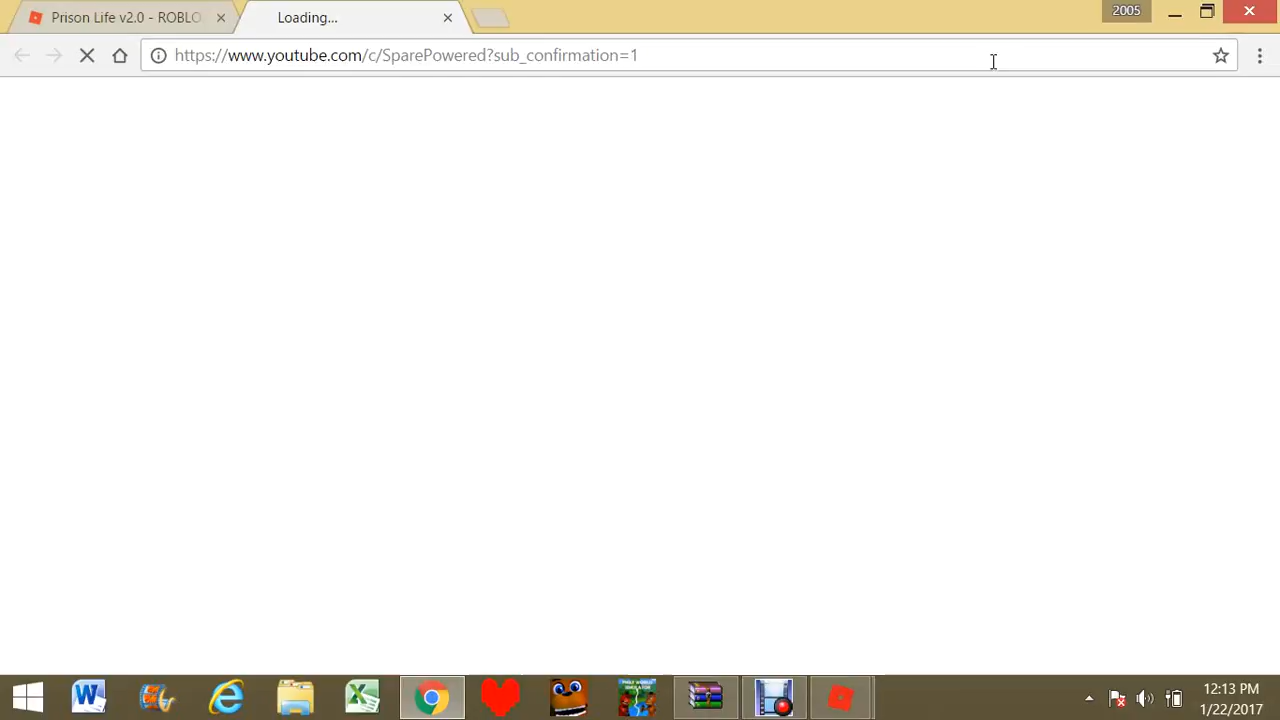 Prison Life v2.0 - ROBLO
Loading...
2005
https://www.youtube.com/c/SparePowered?sub_confirmation=1
12:13 PM
1/22/2017